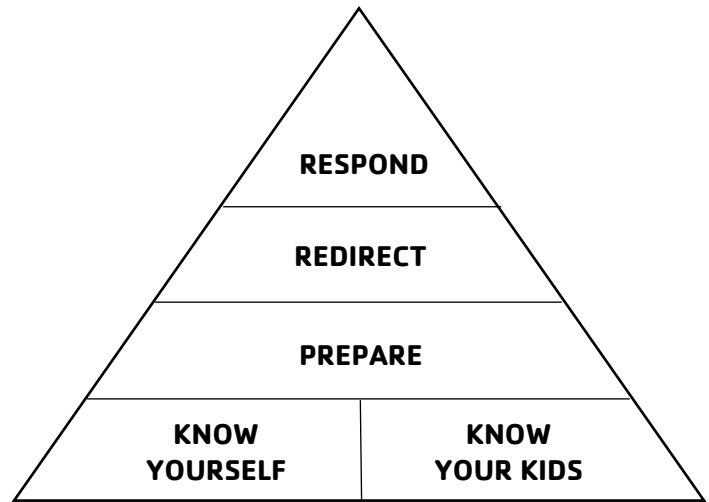 RESPOND
REDIRECT
PREPARE
KNOW
YOURSELF
KNOW
YOUR KIDS